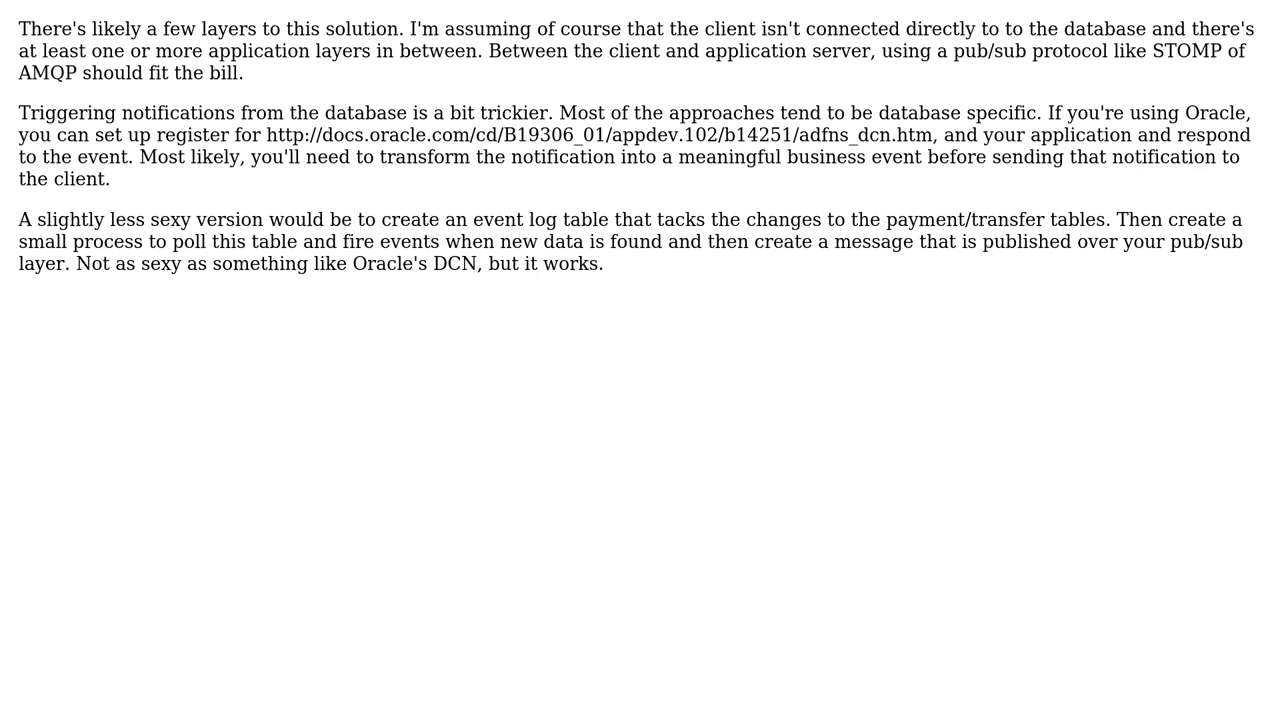 There's likely a few layers to this solution. I'm assuming of course that the client isn't connected directly to to the database and there's
at least one or more application layers in between. Between the client and application server, using a pub/sub protocol like STOMP of
AMQP should fit the bill.
Triggering notifications from the database is a bit trickier. Most of the approaches tend to be database specific. If you're using Oracle,
you can set up register for http://docs.oracle.com/cd/B19306_01/appdev.102/b14251/adfns_dcn.htm, and your application and respond
to the event. Most likely, you'll need to transform the notification into a meaningful business event before sending that notification to
the client.
A slightly less sexy version would be to create an event log table that tacks the changes to the payment/transfer tables. Then create a
small process to poll this table and fire events when new data is found and then create a message that is published over your pub/sub
layer. Not as sexy as something like Oracle's DCN, but it works.